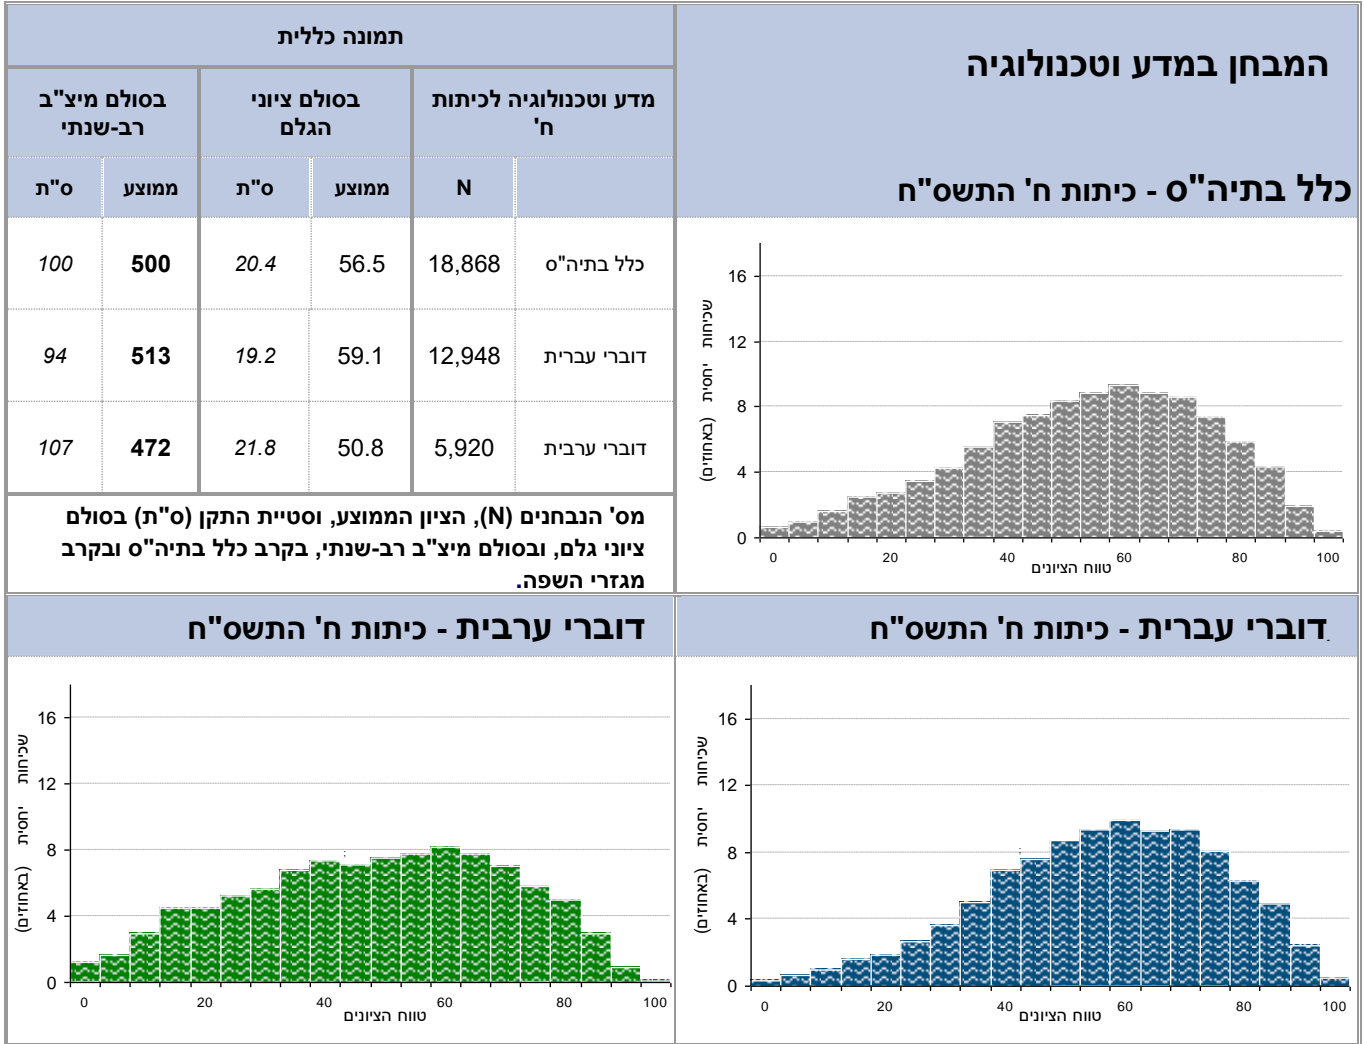 המבחן במדע וטכנולוגיה
כלל בתיה"ס - כיתות ח' התשס"ח
שכיחות יחסית (באחוזים)
16
12
8
4
0
0 20 40 60 80 100
טווח הציונים
תמונה כללית
מדע וטכנולוגיה לכיתות ח' בסולם ציוני הגלם בסולם מיצ"ב רב-שנתי
N ממוצע ס"ת ממוצע ס"ת
כלל בתיה"ס 18,868 56.5 20.4 500 100
דוברי עברית 12,948 59.1 19.2 513 94
דוברי ערבית 5,920 50.8 21.8 472 107
מס' הנבחנים (N), הציון הממוצע, וסטיית התקן (ס"ת) בסולם
ציוני גלם, ובסולם מיצ"ב רב-שנתי, בקרב כלל בתיה"ס ובקרב
מגזרי השפה.
דוברי עברית - כיתות ח' התשס"ח
שכיחות יחסית (באחוזים)
16
12
8
4
0
0 20 40 60 80 100
טווח הציונים
דוברי ערבית - כיתות ח' התשס"ח
שכיחות יחסית (באחוזים)
16
12
8
4
0
0 20 40 60 80 100
טווח הציונים